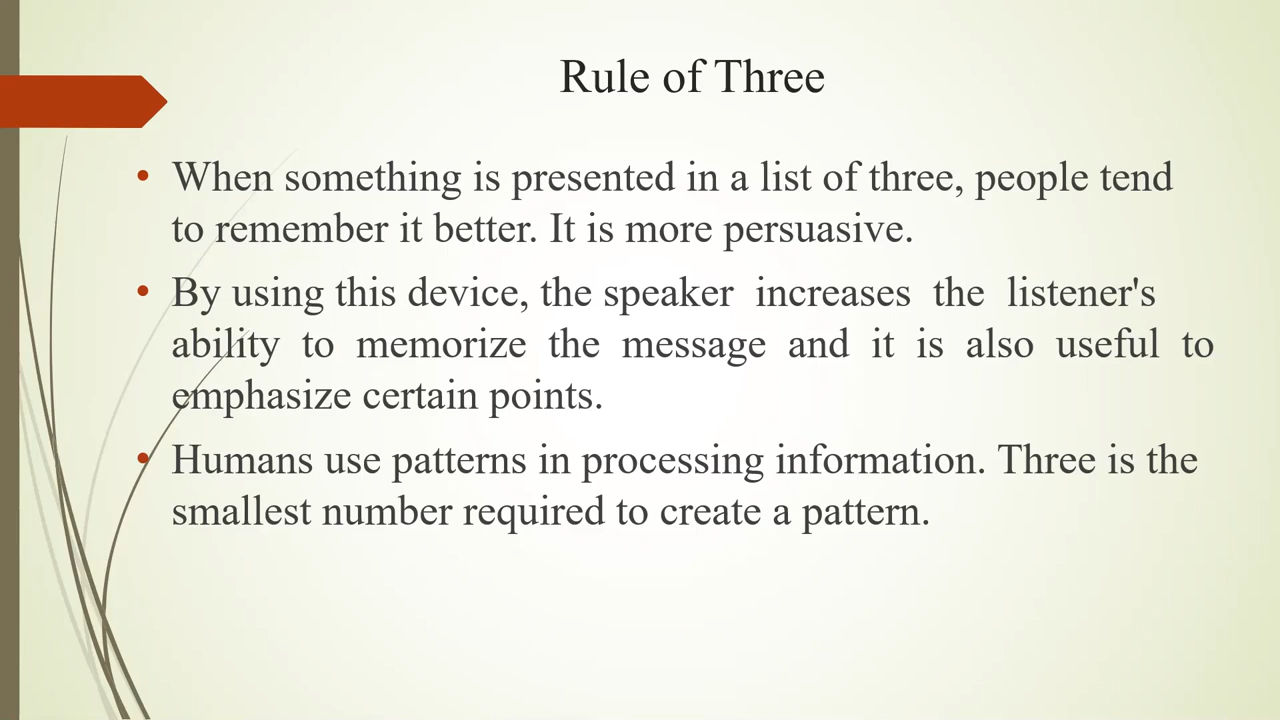 Rule of Three
• When something is presented in a list of three, people tend
to remember it better. It is more persuasive.
• By using this device, the speaker increases the listener's
ability to memorize the message and it is also useful to
emphasize certain points.
• Humans use patterns in processing information. Three is the
smallest number required to create a pattern.